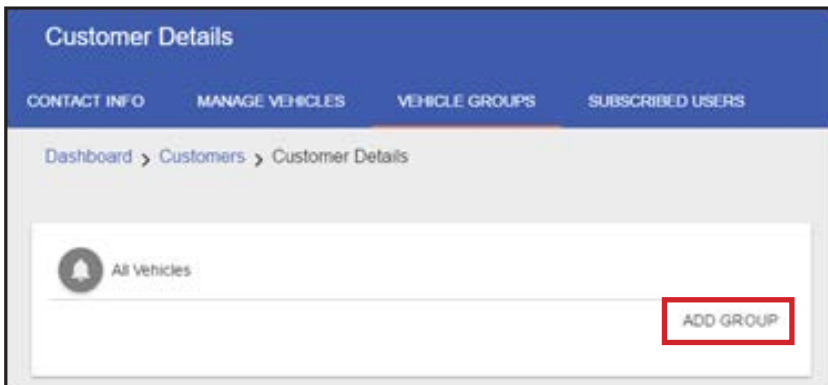 Customer Details
CONTACT INFO MANAGE VEHICLES VEHICLE GROUPS SUBSCRIBED USERS
Dashboard > Customers > Customer Details
All Vehicles
ADD GROUP